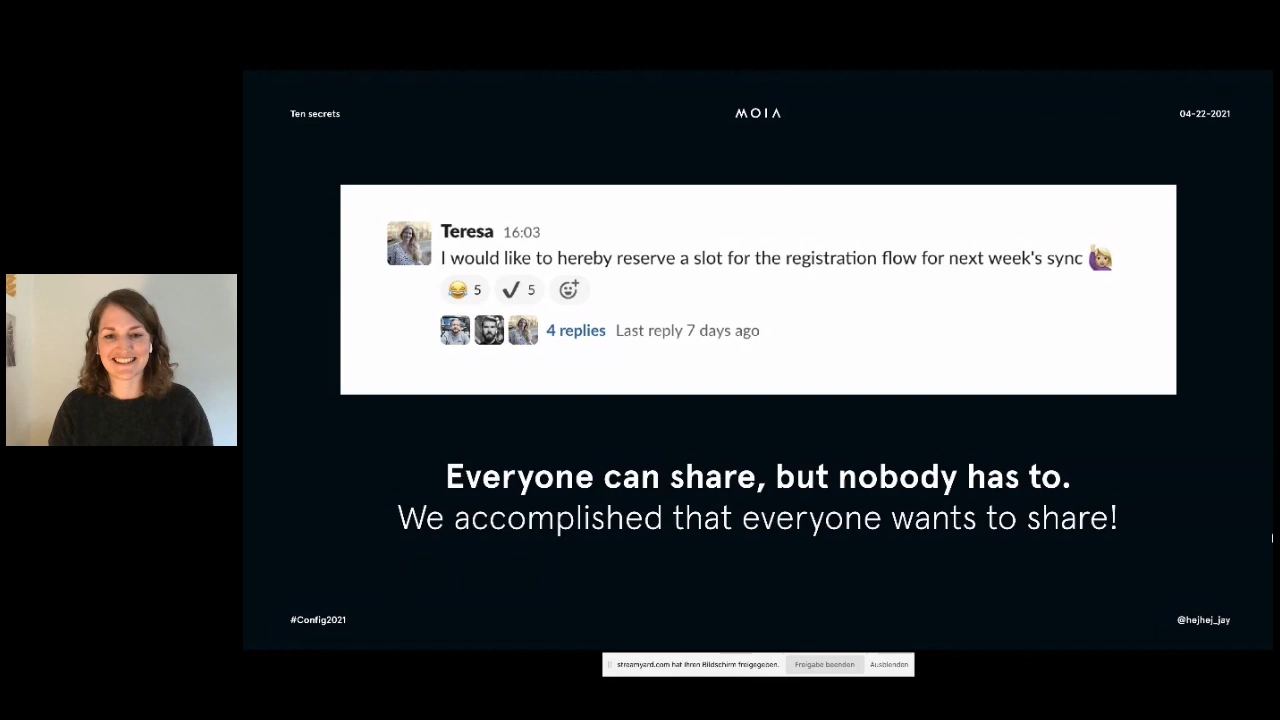 Ten secrets
MOIA
04-22-2021
Teresa 16:03
I would like to hereby reserve a slot for the registration flow for next week's sync 🙋🏼‍♀️
😂 5 ✔️ 5
4 replies Last reply 7 days ago
Everyone can share, but nobody has to.
We accomplished that everyone wants to share!
#Config2021
@hejhej_jay
streamyard.com hat Ihren Bildschirm freigegeben. Freigabe beenden Ausblenden